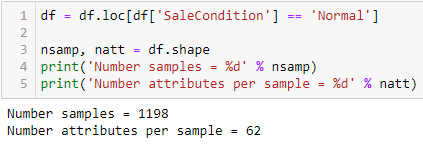 1 df = df.loc[df['SaleCondition'] == 'Normal']
2
3 nsamp, natt = df.shape
4 print('Number samples = %d' % nsamp)
5 print('Number attributes per sample = %d' % natt)
Number samples = 1198
Number attributes per sample = 62